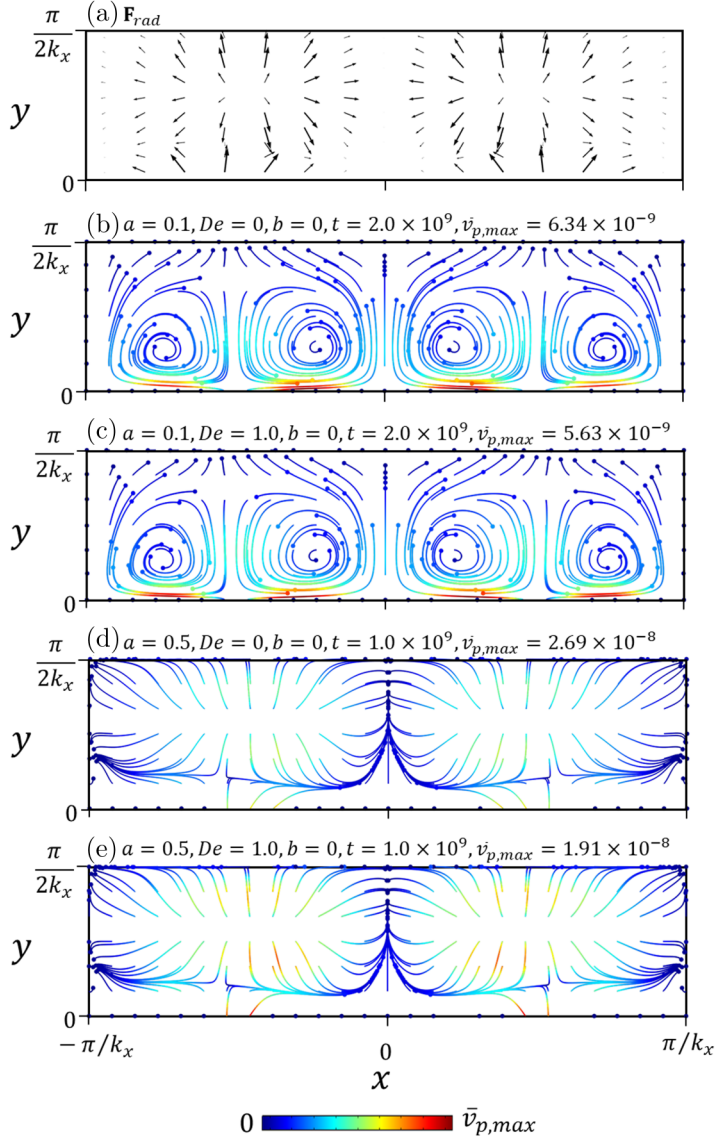 (a) F_rad
π/2k_x
y
0
(b) a = 0.1, De = 0, b = 0, t = 2.0 × 10^9, v̄_p,max = 6.34 × 10^−9
π/2k_x
y
0
(c) a = 0.1, De = 1.0, b = 0, t = 2.0 × 10^9, v̄_p,max = 5.63 × 10^−9
π/2k_x
y
0
(d) a = 0.5, De = 0, b = 0, t = 1.0 × 10^9, v̄_p,max = 2.69 × 10^−8
π/2k_x
y
0
(e) a = 0.5, De = 1.0, b = 0, t = 1.0 × 10^9, v̄_p,max = 1.91 × 10^−8
π/2k_x
y
0
−π/k_x 0 π/k_x
x
0 v̄_p,max